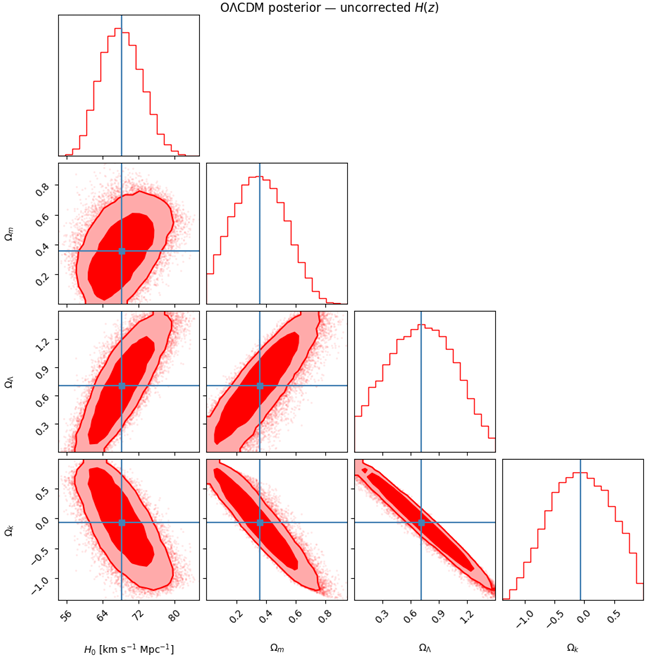 OΛCDM posterior — uncorrected H(z)
Ωm
0.8
0.6
0.4
0.2
ΩΛ
1.2
0.9
0.6
0.3
Ωk
0.5
0.0
−0.5
−1.0
56 64 72 80
0.2 0.4 0.6 0.8
0.3 0.6 0.9 1.2
−1.0 −0.5 0.0 0.5
H₀ [km s⁻¹ Mpc⁻¹]
Ωm
ΩΛ
Ωk